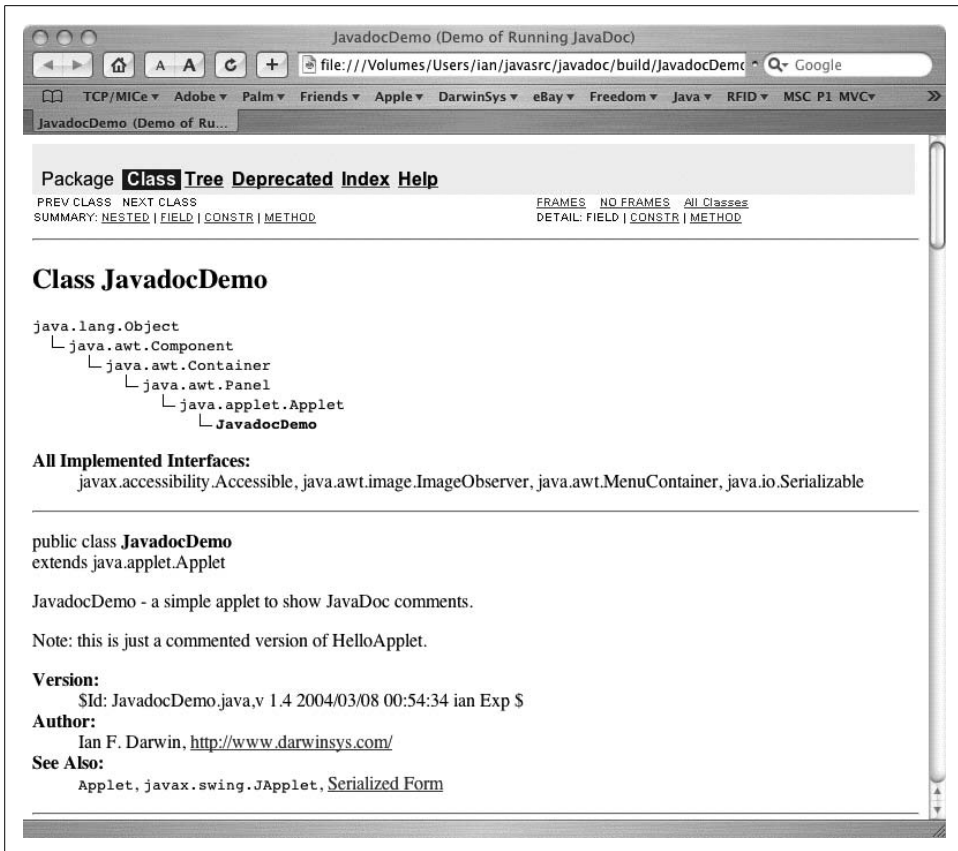 JavadocDemo (Demo of Running JavaDoc)
A A + file:///Volumes/Users/ian/javasrc/javadoc/build/JavadocDemo Q Google
TCP/MICe Adobe Palm Friends Apple DarwinSys eBay Freedom Java RFID MSC P1 MVC »
JavadocDemo (Demo of Ru...
Package Class Tree Deprecated Index Help
PREV CLASS NEXT CLASS FRAMES NO FRAMES All Classes
SUMMARY: NESTED | FIELD | CONSTR | METHOD DETAIL: FIELD | CONSTR | METHOD
Class JavadocDemo
java.lang.Object
java.awt.Component
java.awt.Container
java.awt.Panel
java.applet.Applet
JavadocDemo
All Implemented Interfaces:
javax.accessibility.Accessible, java.awt.image.ImageObserver, java.awt.MenuContainer, java.io.Serializable
public class JavadocDemo
extends java.applet.Applet
JavadocDemo - a simple applet to show JavaDoc comments.
Note: this is just a commented version of HelloApplet.
Version:
$Id: JavadocDemo.java,v 1.4 2004/03/08 00:54:34 ian Exp $
Author:
Ian F. Darwin, http://www.darwinsys.com/
See Also:
Applet, javax.swing.JApplet, Serialized Form